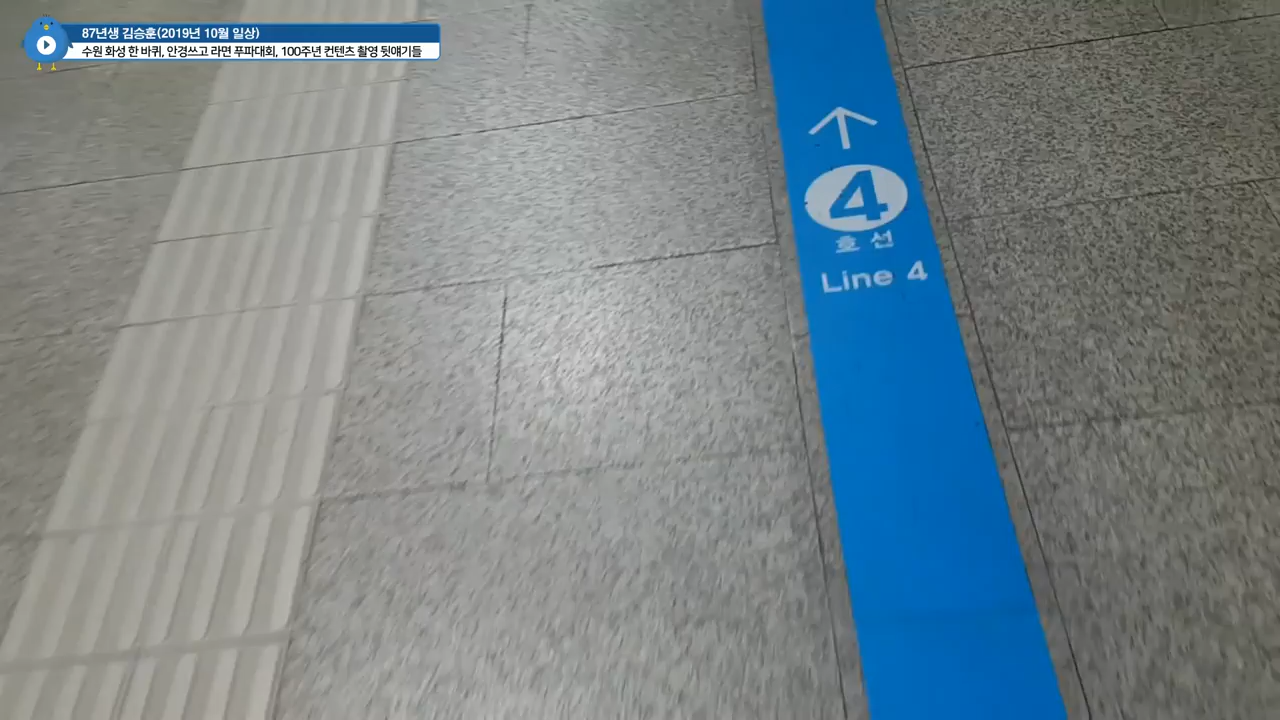 87년생 김승훈(2019년 10월 일상)
수원 화성 한 바퀴, 안경쓰고 라면 푸파대회, 100주년 컨텐츠 촬영 뒷얘기들
4
호선
Line 4